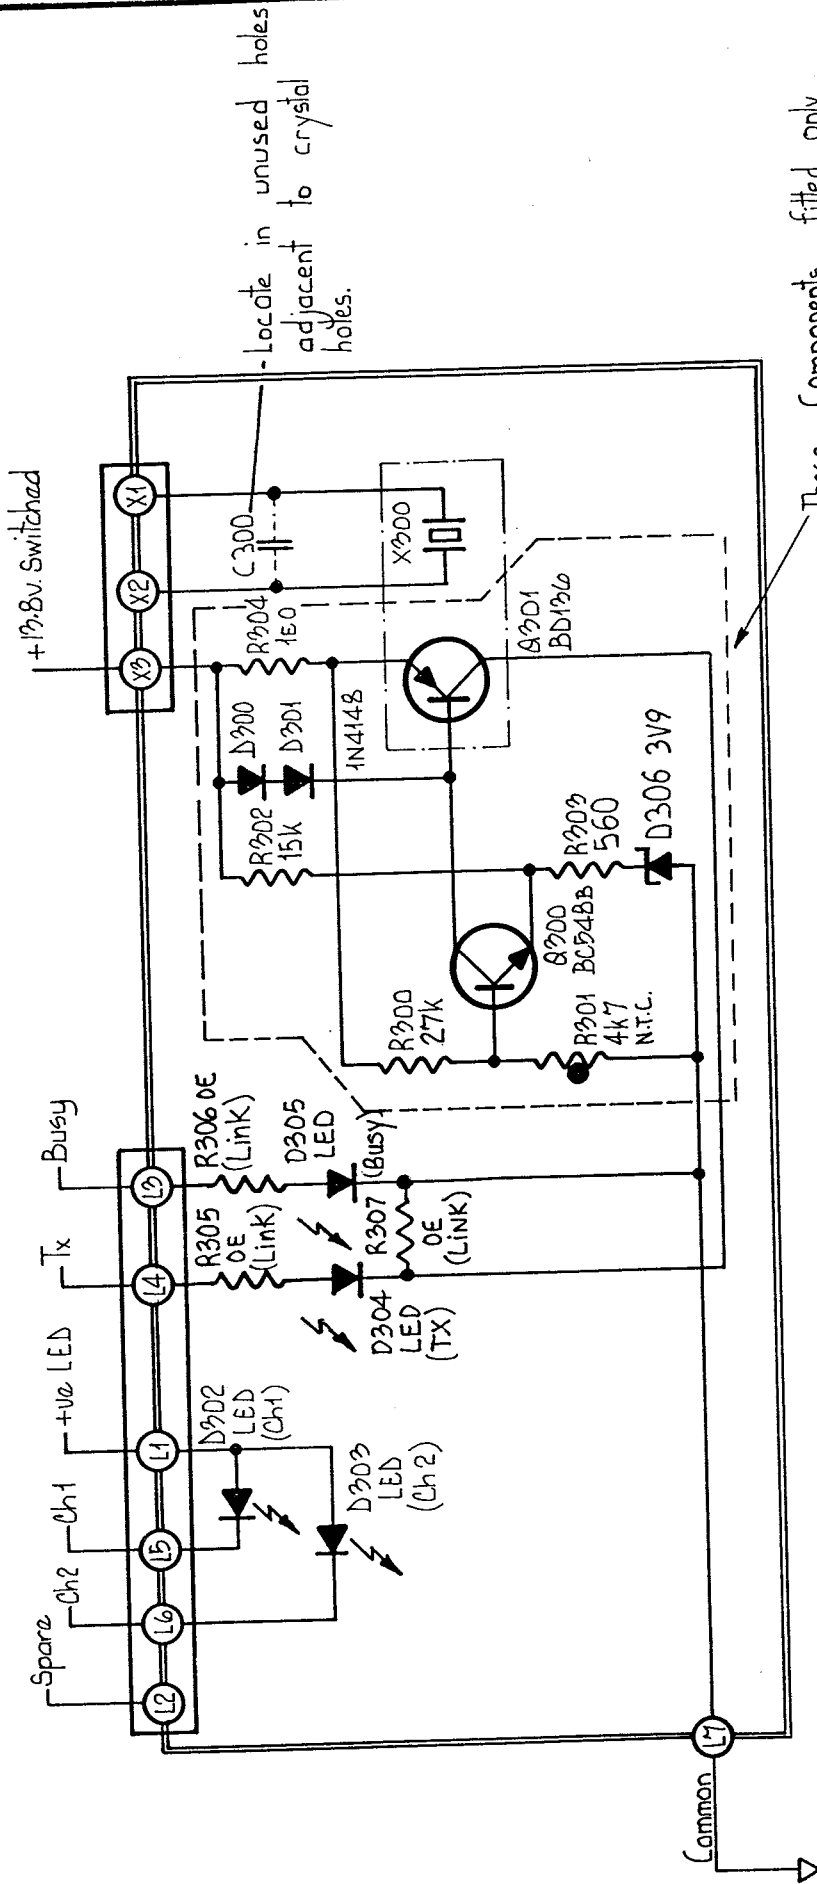 Spare
Ch2
Ch1
+ve LED
Tx
Busy
+13.8v. Switched
L2
L6
L5
L1
L4
L3
X3
X2
X1
D302
LED
(Ch1)
D303
LED
(Ch2)
R305
0E
(Link)
R306 0E
(Link)
D304
LED
(TX)
D305
LED
(Busy)
R307
0E
(LINK)
R300
27k
R301
4k7
N.T.C.
R302
15k
D300
D301
1N4148
R304
1E0
C300
Locate in unused holes
adjacent to crystal
holes.
X300
Q301
BD136
Q300
BC548B
R303
560
D306 3V9
These Components fitted only
L7
Common